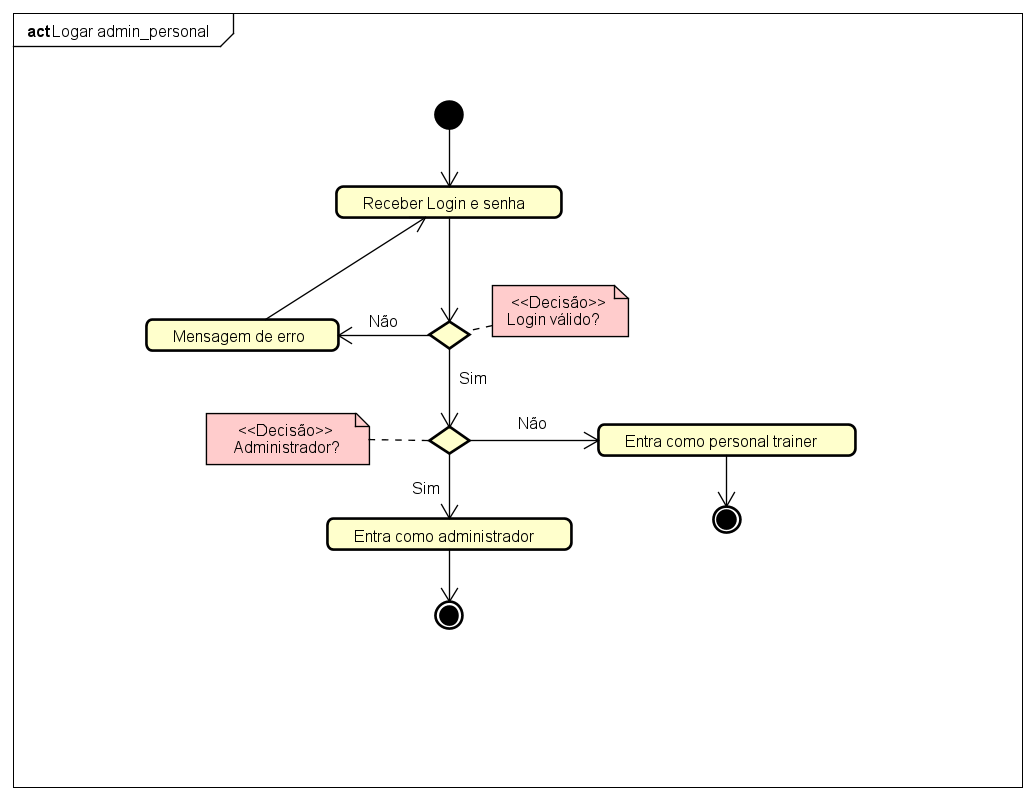 act Logar admin_personal
Receber Login e senha
<<Decisão>>
Login válido?
Não
Mensagem de erro
Sim
<<Decisão>>
Administrador?
Não
Entra como personal trainer
Sim
Entra como administrador